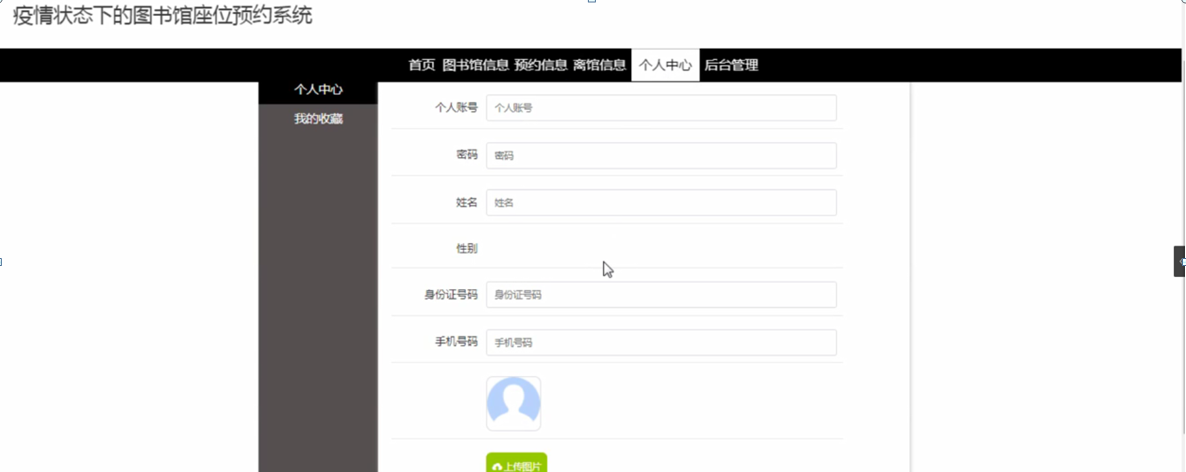 疫情状态下的图书馆座位预约系统
首页 图书馆信息 预约信息 离馆信息 个人中心 后台管理
个人中心
我的收藏
个人账号 个人账号
密码 密码
姓名 姓名
性别
身份证号码 身份证号码
手机号码 手机号码
上传图片